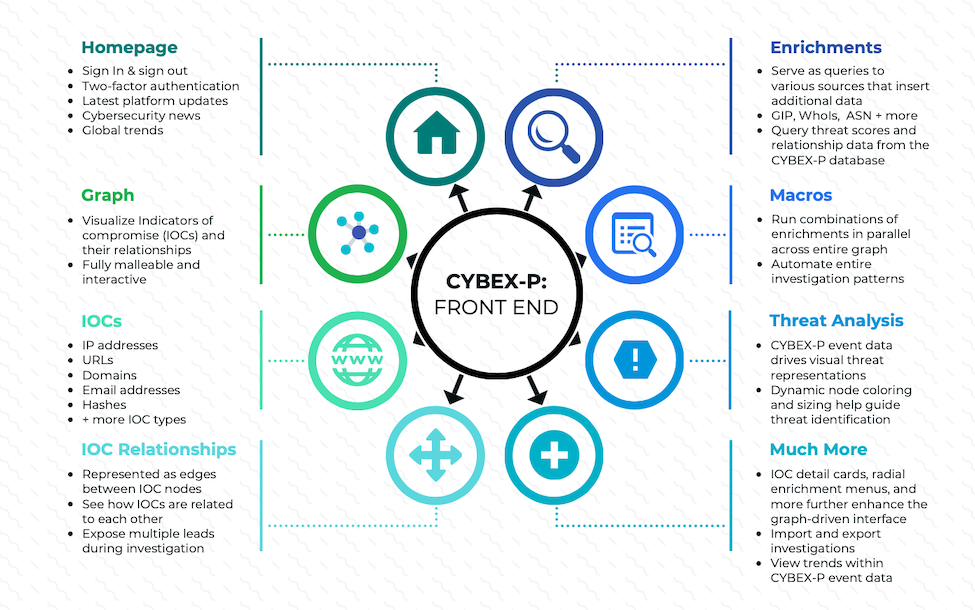 Homepage
• Sign In & sign out
• Two-factor authentication
• Latest platform updates
• Cybersecurity news
• Global trends
Graph
• Visualize Indicators of
compromise (IOCs) and
their relationships
• Fully malleable and
interactive
IOCs
• IP addresses
• URLs
• Domains
• Email addresses
• Hashes
• + more IOC types
IOC Relationships
• Represented as edges
between IOC nodes
• See how IOCs are related
to each other
• Expose multiple leads
during investigation
CYBEX-P:
FRONT END
www
Enrichments
• Serve as queries to
various sources that insert
additional data
• GIP, WhoIs, ASN + more
• Query threat scores and
relationship data from the
CYBEX-P database
Macros
• Run combinations of
enrichments in parallel
across entire graph
• Automate entire
investigation patterns
Threat Analysis
• CYBEX-P event data
drives visual threat
representations
• Dynamic node coloring
and sizing help guide
threat identification
Much More
• IOC detail cards, radial
enrichment menus, and
more further enhance the
graph-driven interface
• Import and export
investigations
• View trends within
CYBEX-P event data